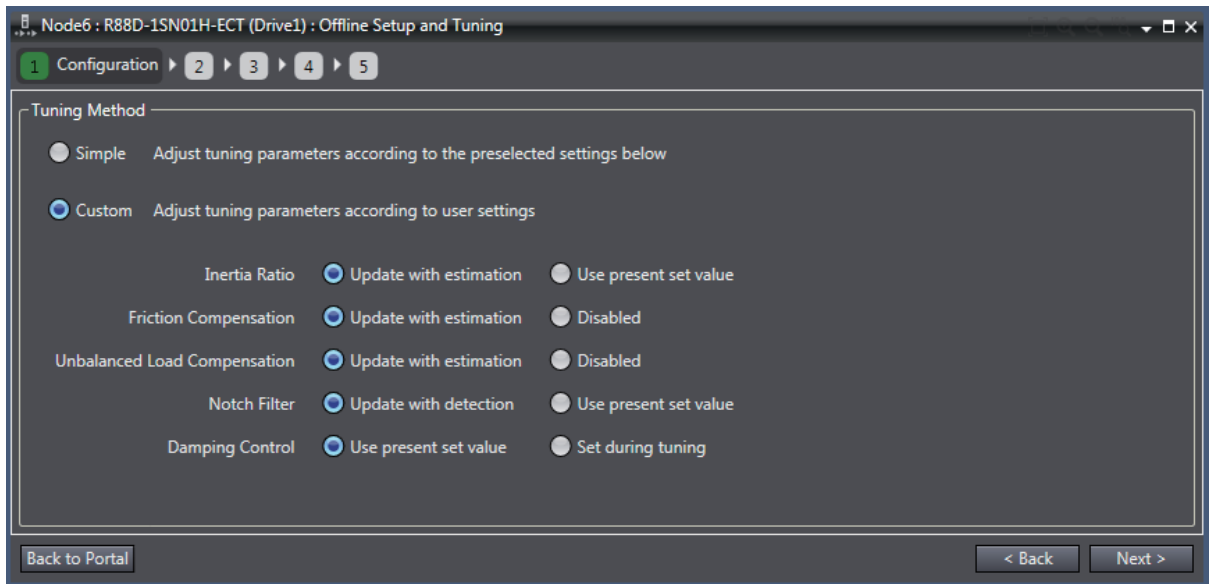 Node6 : R88D-1SN01H-ECT (Drive1) : Offline Setup and Tuning
1 Configuration 2 3 4 5
Tuning Method
Simple Adjust tuning parameters according to the preselected settings below
Custom Adjust tuning parameters according to user settings
Inertia Ratio Update with estimation Use present set value
Friction Compensation Update with estimation Disabled
Unbalanced Load Compensation Update with estimation Disabled
Notch Filter Update with detection Use present set value
Damping Control Use present set value Set during tuning
Back to Portal < Back Next >